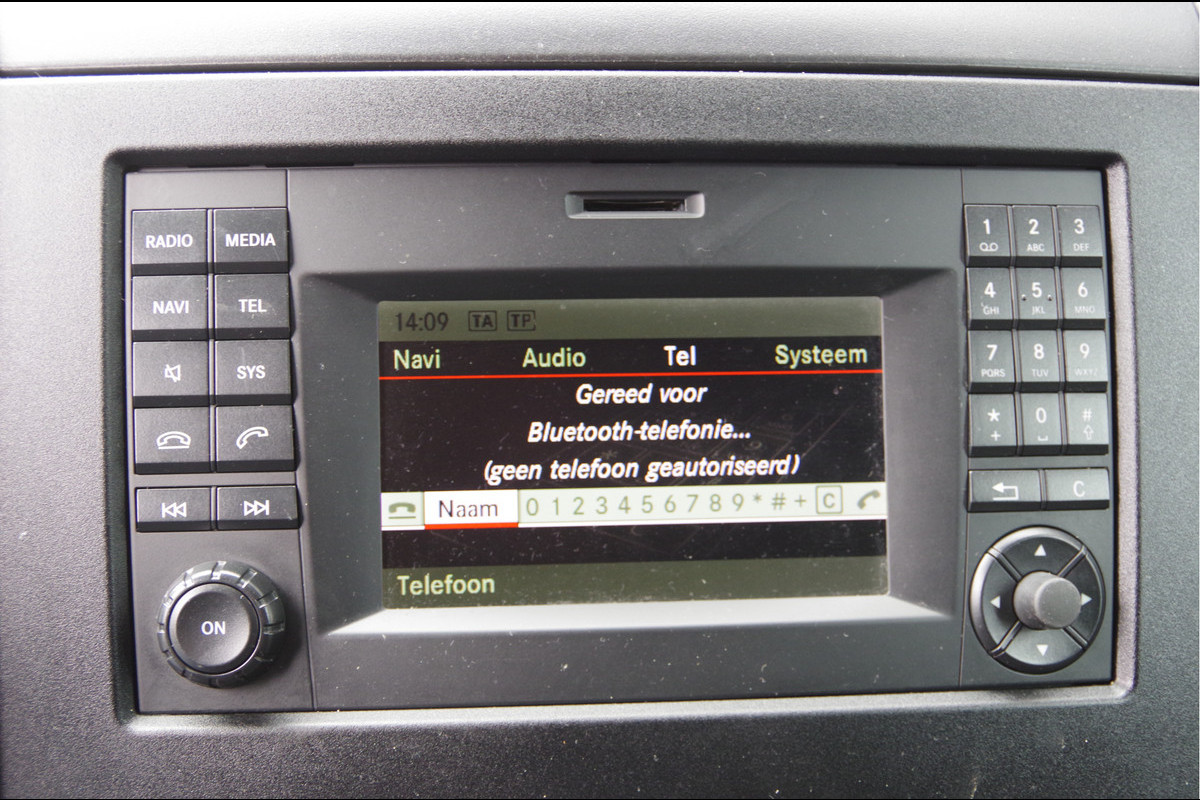 RADIO MEDIA
NAVI TEL
SYS
ON
14:09 TA TP
Navi Audio Tel Systeem
Gereed voor
Bluetooth-telefonie...
(geen telefoon geautoriseerd)
Naam 0 1 2 3 4 5 6 7 8 9 * # + C
Telefoon
1 2 3
ABC DEF
4 5 6
GHI JKL MNO
7 8 9
PQRS TUV WXYZ
* 0 #
+
C